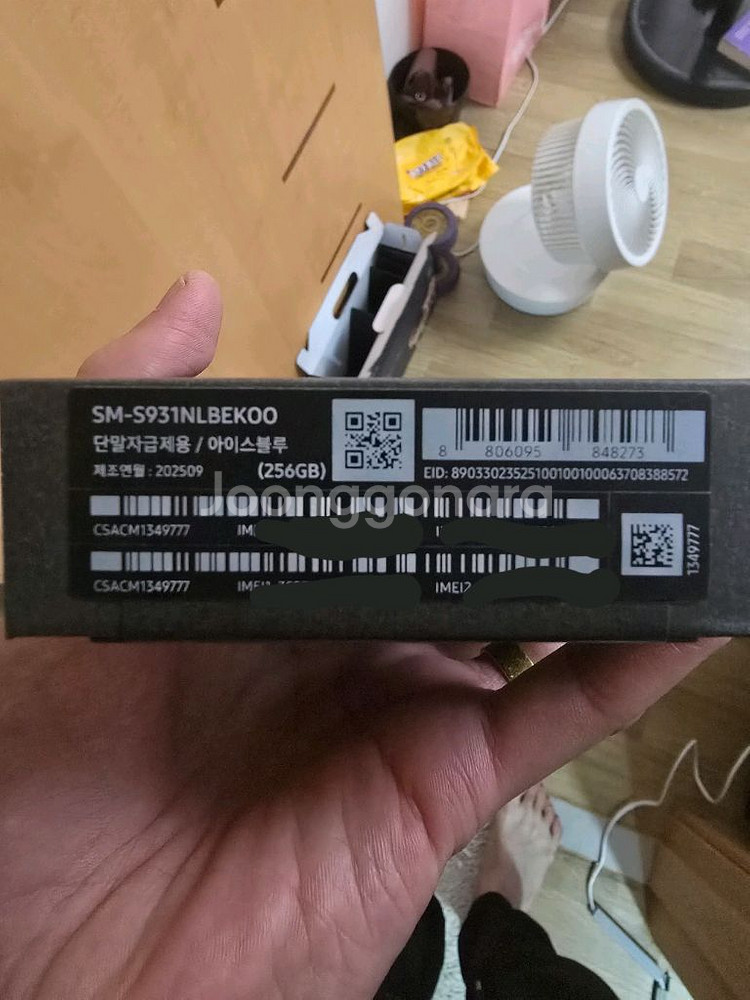 SM-S931NLBEKOO
단말자급제용 / 아이스블루
제조연월 : 202509
(256GB)
8 806095 848273
EID: 89033023525100100100063708388572
Joonggonara
CSACM1349777
CSACM1349777
IMEI2
1349777